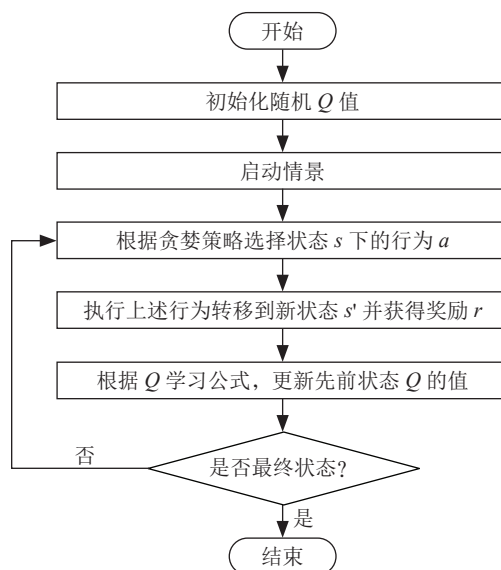 开始
初始化随机 Q 值
启动情景
根据贪婪策略选择状态 s 下的行为 a
执行上述行为转移到新状态 s' 并获得奖励 r
根据 Q 学习公式，更新先前状态 Q 的值
否
是否最终状态?
是
结束